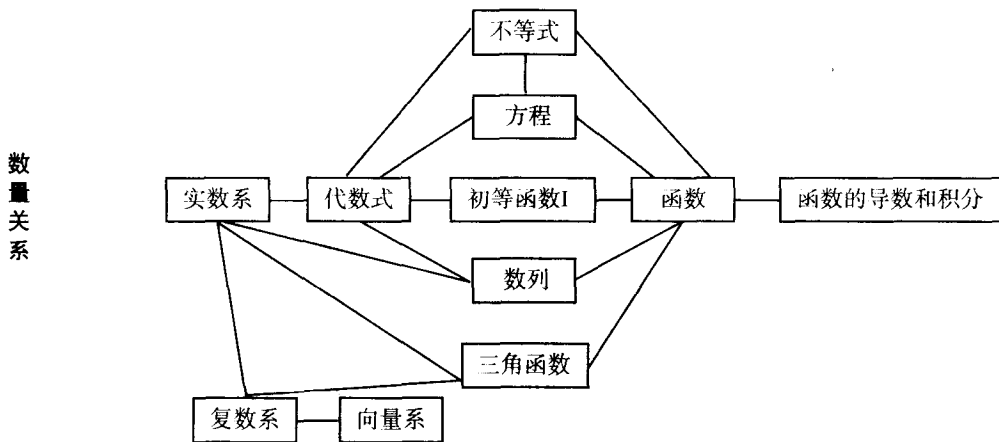 数量关系
不等式
方程
实数系 代数式 初等函数I 函数 函数的导数和积分
数列
三角函数
复数系 向量系